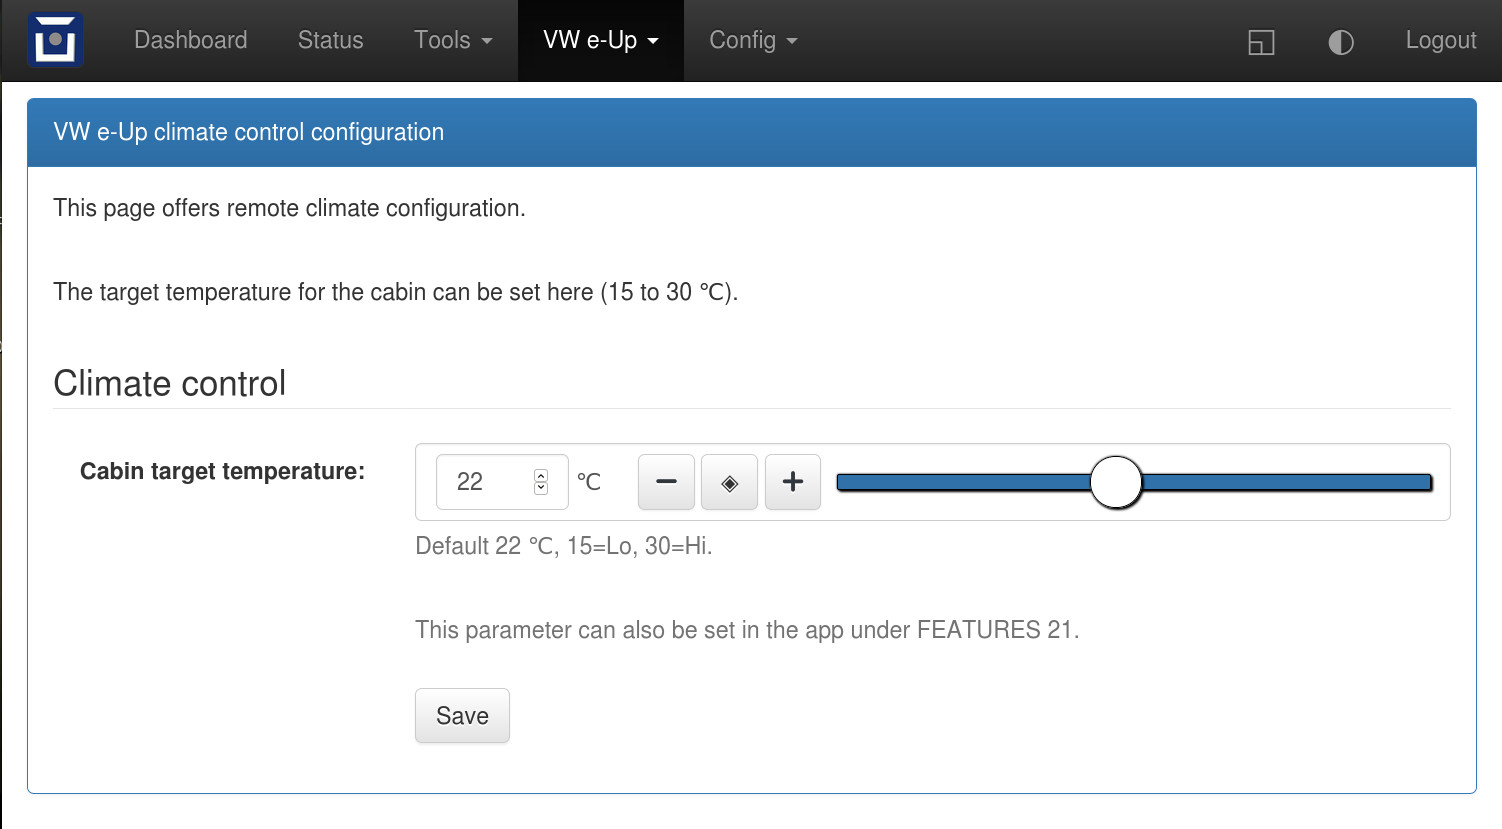 Dashboard Status Tools VW e-Up Config Logout
VW e-Up climate control configuration
This page offers remote climate configuration.
The target temperature for the cabin can be set here (15 to 30 °C).
Climate control
Cabin target temperature: 22 °C
Default 22 °C, 15=Lo, 30=Hi.
This parameter can also be set in the app under FEATURES 21.
Save